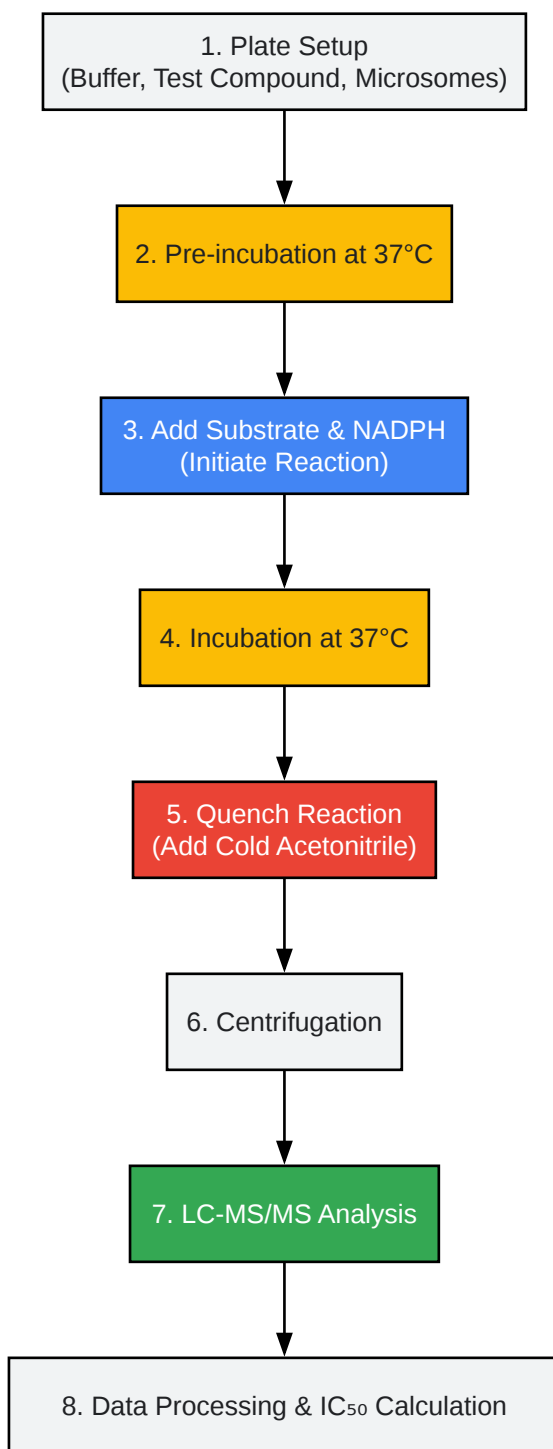 1. Plate Setup
(Buffer, Test Compound, Microsomes)
2. Pre-incubation at 37°C
3. Add Substrate & NADPH
(Initiate Reaction)
4. Incubation at 37°C
5. Quench Reaction
(Add Cold Acetonitrile)
6. Centrifugation
7. LC-MS/MS Analysis
8. Data Processing & IC₅₀ Calculation